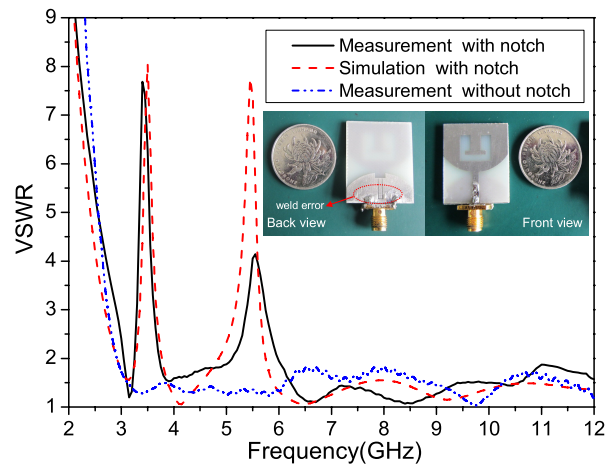 9
8
7
6
5
4
3
2
1
VSWR
Measurement with notch
Simulation with notch
Measurement without notch
weld error
Back view
Front view
2 3 4 5 6 7 8 9 10 11 12
Frequency(GHz)